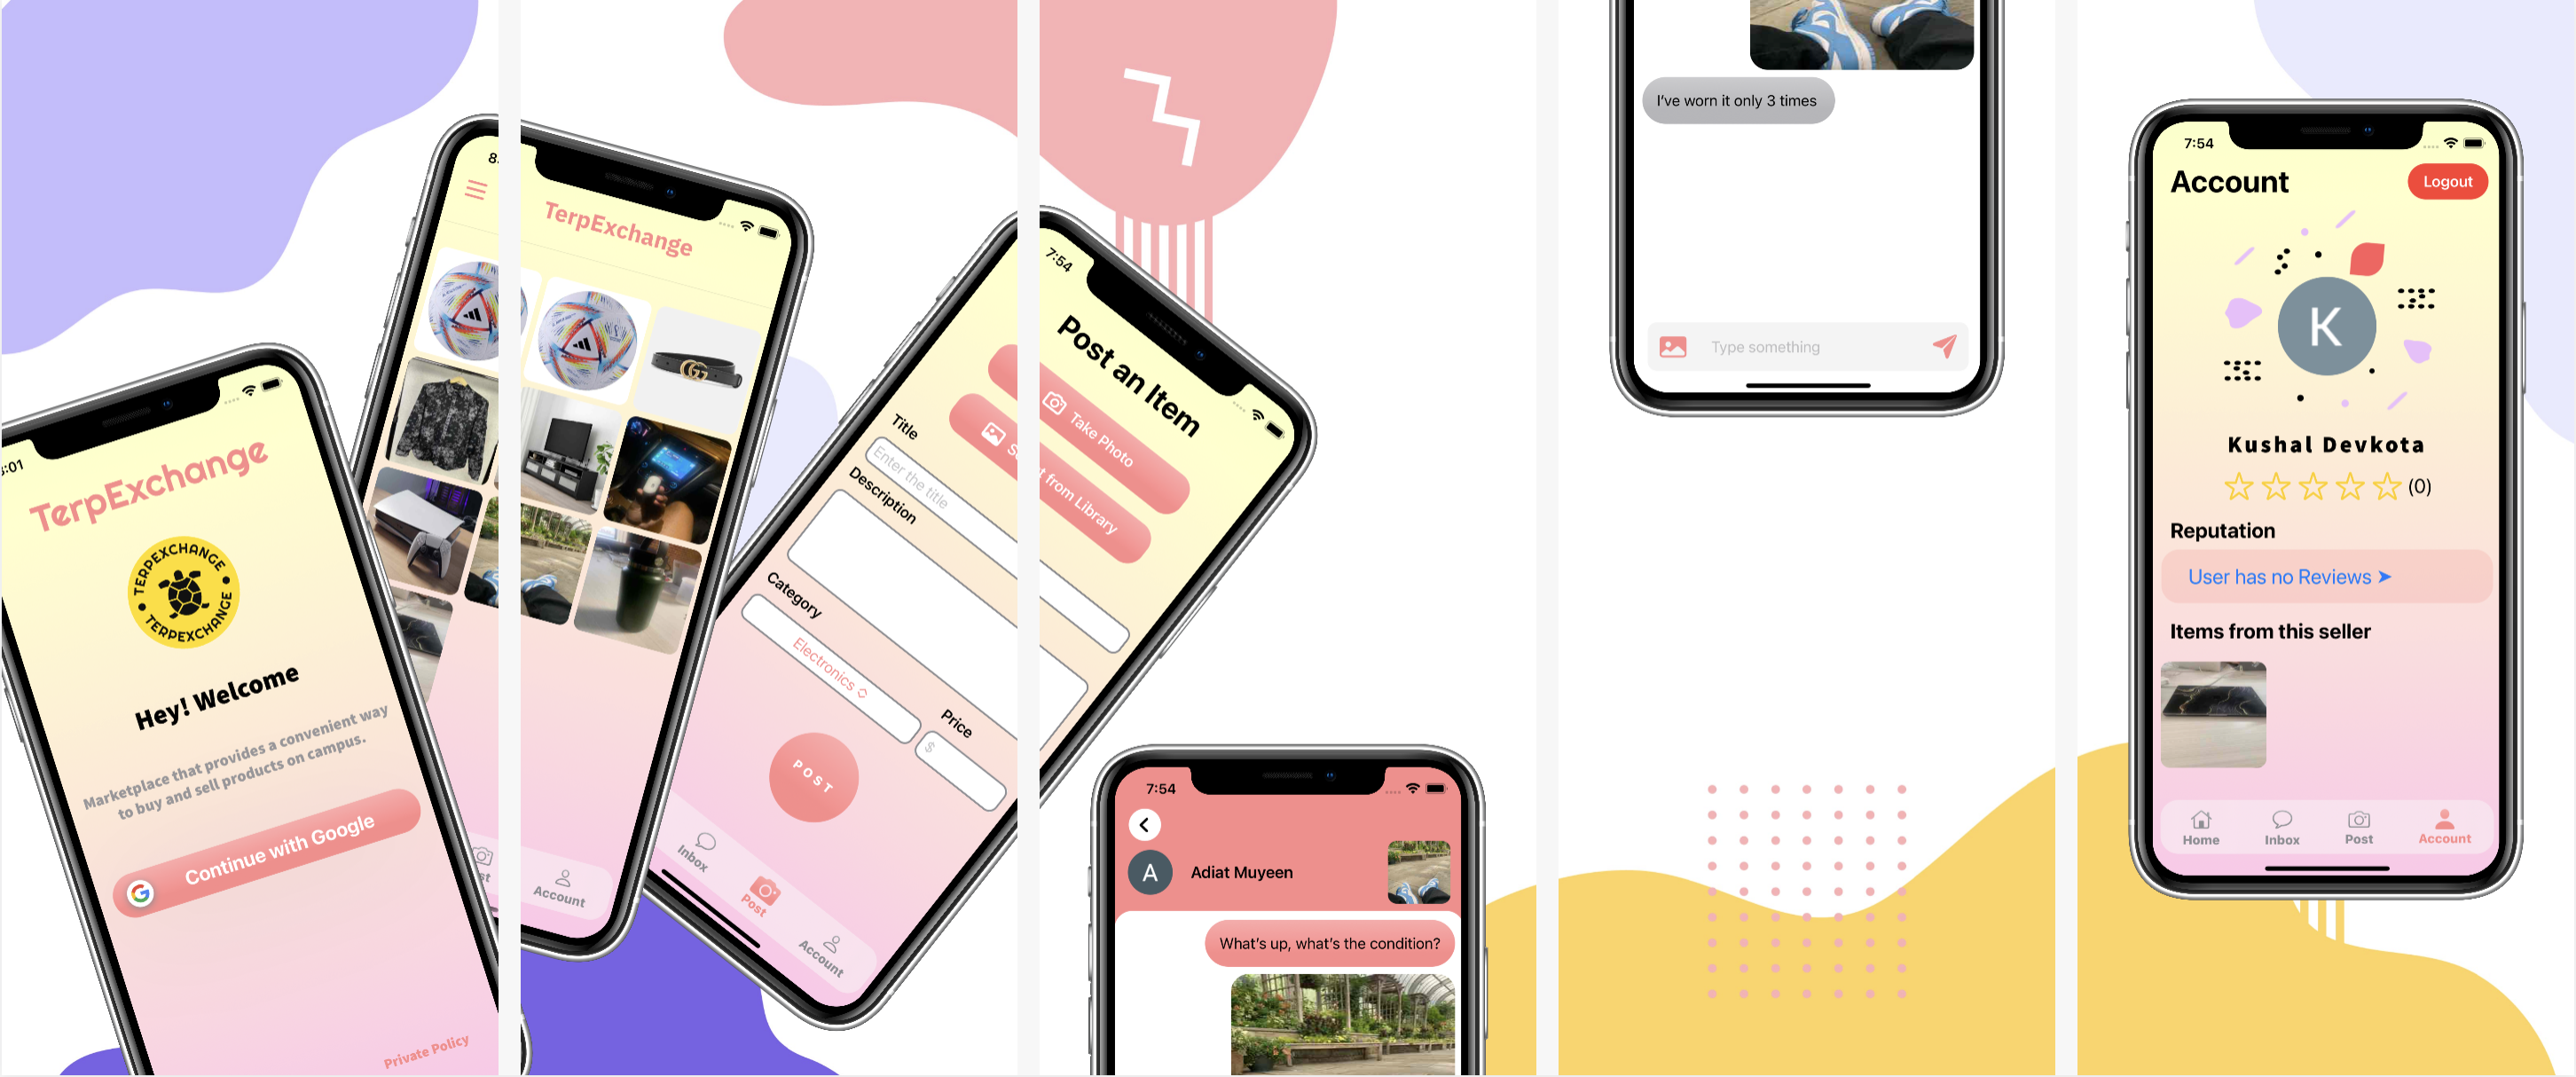 8:01
TerpExchange
TERPEXCHANGE
TERPEXCHANGE
Hey! Welcome
Marketplace that provides a convenient way
to buy and sell products on campus.
Continue with Google
Private Policy
8:
TerpExchange
st
Account
7:54
Post an Item
Take Photo
Se t from Library
Title
Enter the title
Description
Category
Electronics
Price
$
POST
Inbox
Post
Account
7:54
A
Adiat Muyeen
What's up, what's the condition?
I've worn it only 3 times
Type something
7:54
Account
Logout
K
Kushal Devkota
(0)
Reputation
User has no Reviews
Items from this seller
Home
Inbox
Post
Account